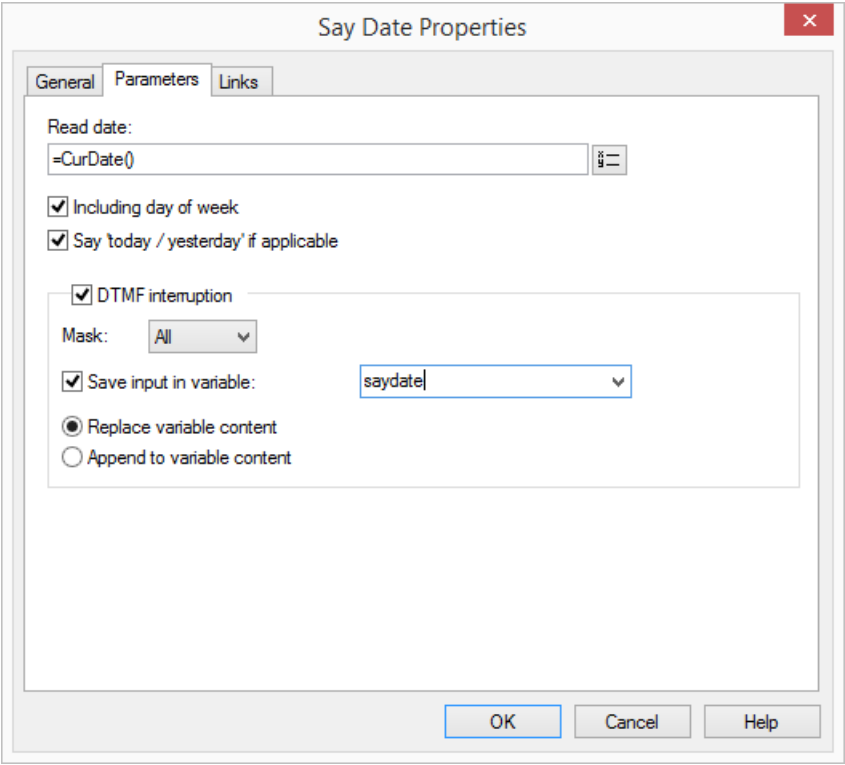 Say Date Properties
General Parameters Links
Read date:
=CurDate()
Including day of week
Say 'today / yesterday' if applicable
DTMF interruption
Mask: All
Save input in variable: saydate
Replace variable content
Append to variable content
OK Cancel Help